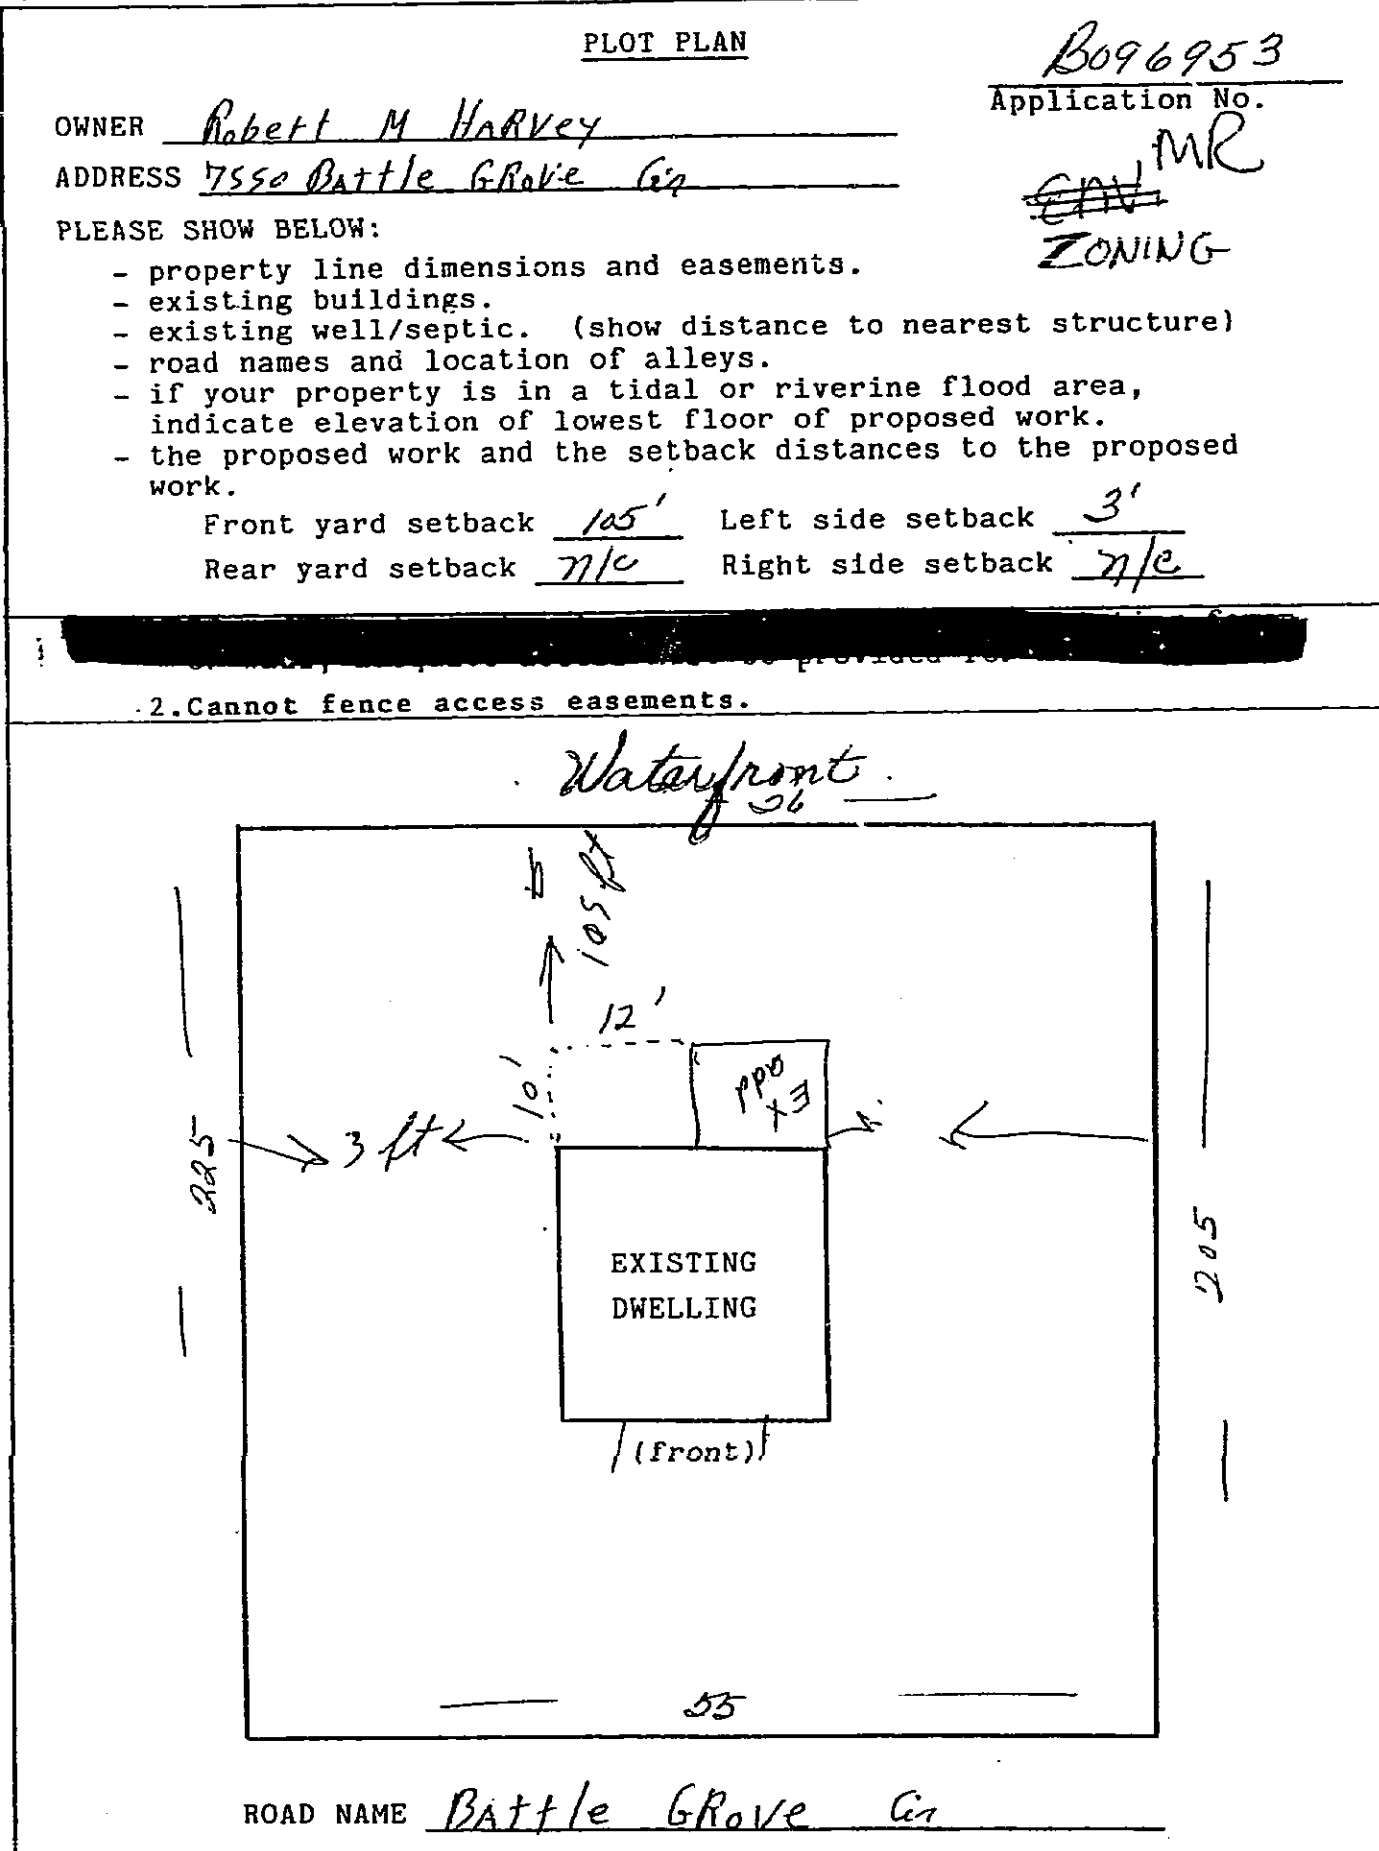 PLOT PLAN
B096953
Application No.
OWNER Robert M HARVey
MR
ADDRESS 7550 BAttle GRove Cir
ENV
ZONING
PLEASE SHOW BELOW:
- property line dimensions and easements.
- existing buildings.
- existing well/septic. (show distance to nearest structure)
- road names and location of alleys.
- if your property is in a tidal or riverine flood area,
indicate elevation of lowest floor of proposed work.
- the proposed work and the setback distances to the proposed
work.
Front yard setback 105' Left side setback 3'
Rear yard setback n/c Right side setback n/c
provided
2.Cannot fence access easements.
Waterfront
105 ft
12'
10'
EX
add
3 ft
225
205
EXISTING
DWELLING
(front)
55
ROAD NAME BAttle GRove Cir